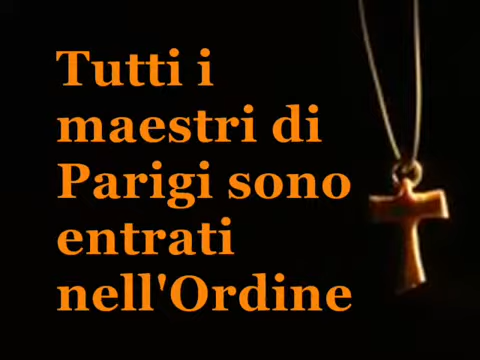 Tutti i
maestri di
Parigi sono
entrati
nell'Ordine